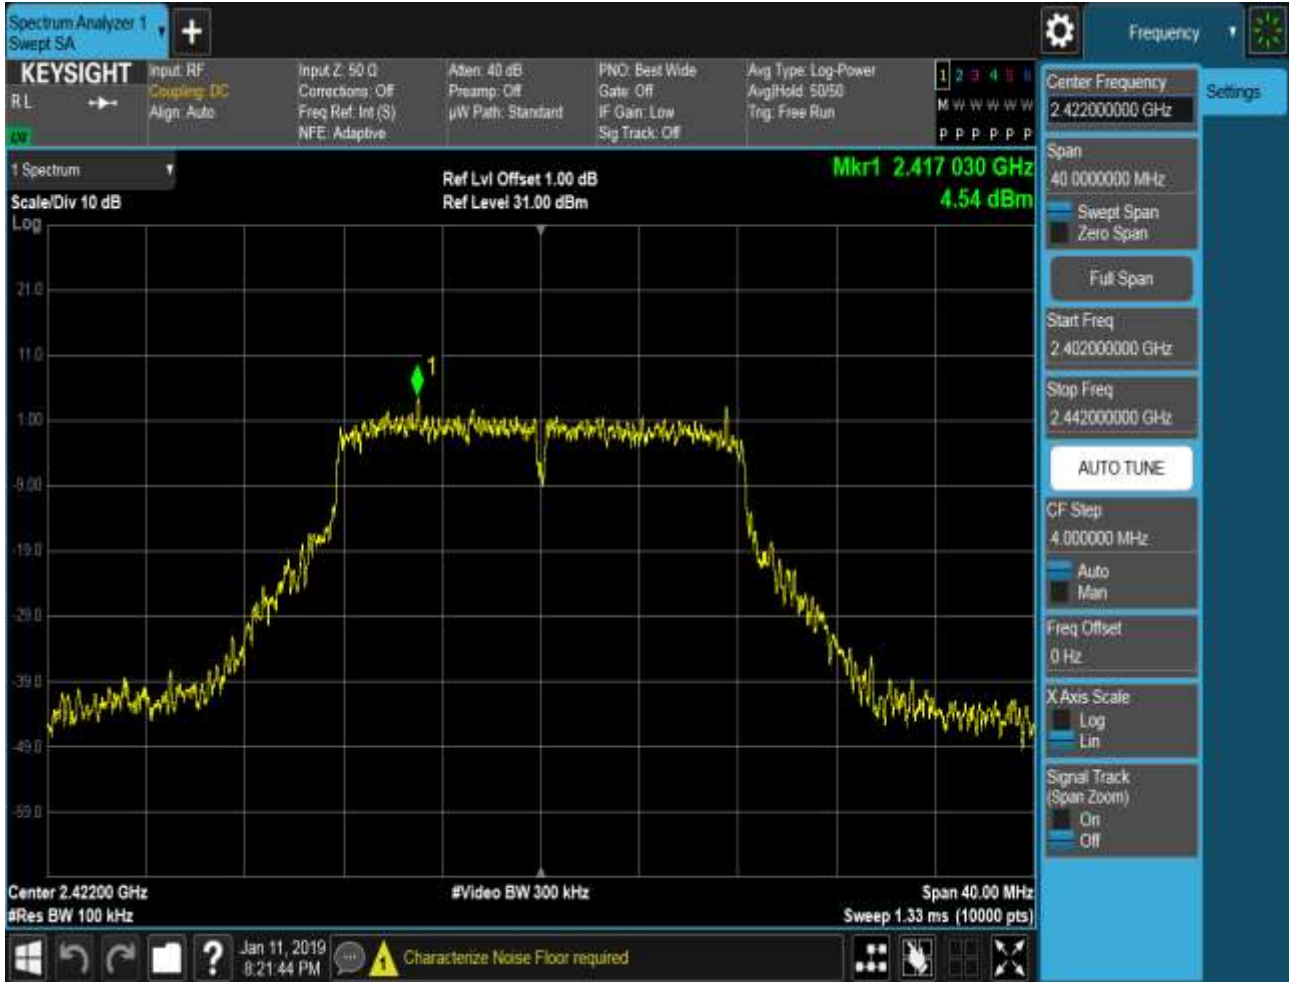 Spectrum Analyzer 1
Swept SA
Frequency
KEYSIGHT
R L
Input: RF
Coupling: DC
Align: Auto
Input Z: 50 Ω
Corrections: Off
Freq Ref: Int (S)
NFE: Adaptive
Atten: 40 dB
Preamp: Off
µW Path: Standard
PNO: Best Wide
Gate: Off
IF Gain: Low
Sig Track: Off
Avg Type: Log-Power
Avg|Hold: 50/50
Trig: Free Run
1 2 3 4 5 6
M W W W W W
P P P P P P
1 Spectrum
Scale/Div 10 dB
Log
Ref Lvl Offset 1.00 dB
Ref Level 31.00 dBm
Mkr1 2.417 030 GHz
4.54 dBm
21.0
11.0
1.00
-9.00
-19.0
-29.0
-39.0
-49.0
-59.0
1
Center 2.42200 GHz
#Res BW 100 kHz
#Video BW 300 kHz
Span 40.00 MHz
Sweep 1.33 ms (10000 pts)
Jan 11, 2019
8:21:44 PM
1
Characterize Noise Floor required
Center Frequency
2.422000000 GHz
Settings
Span
40.0000000 MHz
Swept Span
Zero Span
Full Span
Start Freq
2.402000000 GHz
Stop Freq
2.442000000 GHz
AUTO TUNE
CF Step
4.000000 MHz
Auto
Man
Freq Offset
0 Hz
X Axis Scale
Log
Lin
Signal Track
(Span Zoom)
On
Off